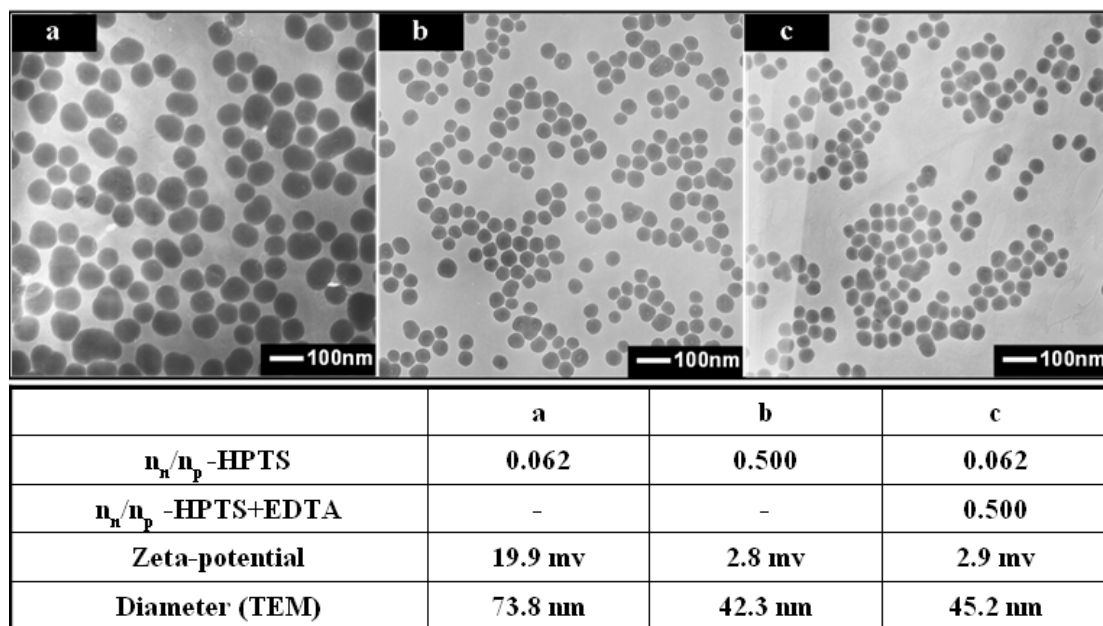 a b c
100nm 100nm 100nm
a b c
nₙ/nₚ -HPTS 0.062 0.500 0.062
nₙ/nₚ -HPTS+EDTA - - 0.500
Zeta-potential 19.9 mv 2.8 mv 2.9 mv
Diameter (TEM) 73.8 nm 42.3 nm 45.2 nm